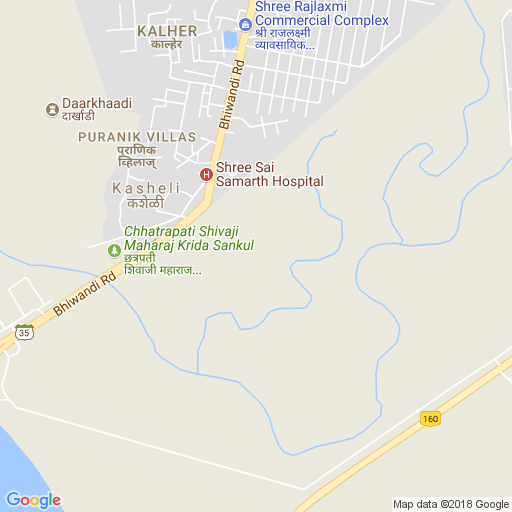 Shree Rajlaxmi
Commercial Complex
श्री राजलक्ष्मी
व्यावसायिक...
KALHER
काल्हेर
Bhiwandi Rd
Daarkhaadi
दार्खाडी
PURANIK VILLAS
पुराणिक
व्हिलाज्
Shree Sai
Samarth Hospital
H
Kasheli
कशेळी
Chhatrapati Shivaji
Maharaj Krida Sankul
छत्रपती
शिवाजी महाराज...
Bhiwandi Rd
35
160
Google
Map data ©2018 Google